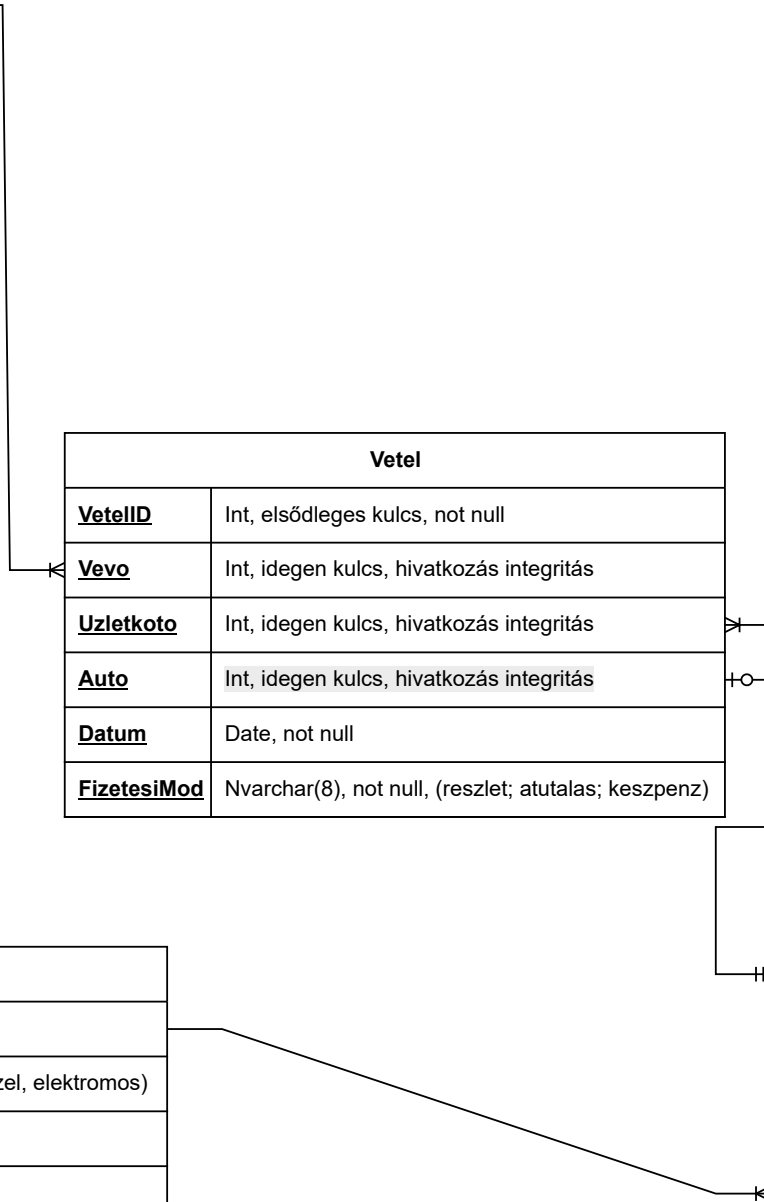 Vetel
VetelID Int, elsődleges kulcs, not null
Vevo Int, idegen kulcs, hivatkozás integritás
Uzletkoto Int, idegen kulcs, hivatkozás integritás
Auto Int, idegen kulcs, hivatkozás integritás
Datum Date, not null
FizetesiMod Nvarchar(8), not null, (reszlet; atutalas; keszpenz)
zel, elektromos)